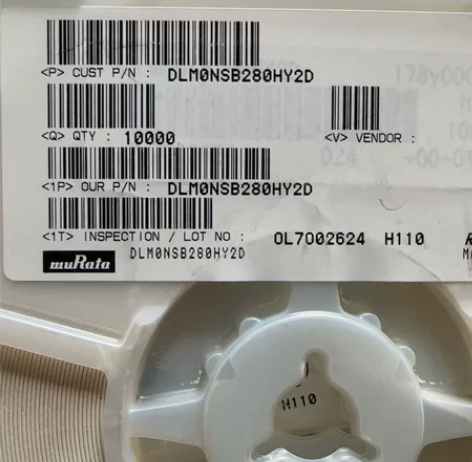 <P> CUST P/N : DLM0NSB280HY2D
<Q> QTY : 10000
<V> VENDOR :
<1P> OUR P/N : DLM0NSB280HY2D
<1T> INSPECTION / LOT NO : 0L7002624 H110
DLM0NSB280HY2D
muRata
H110